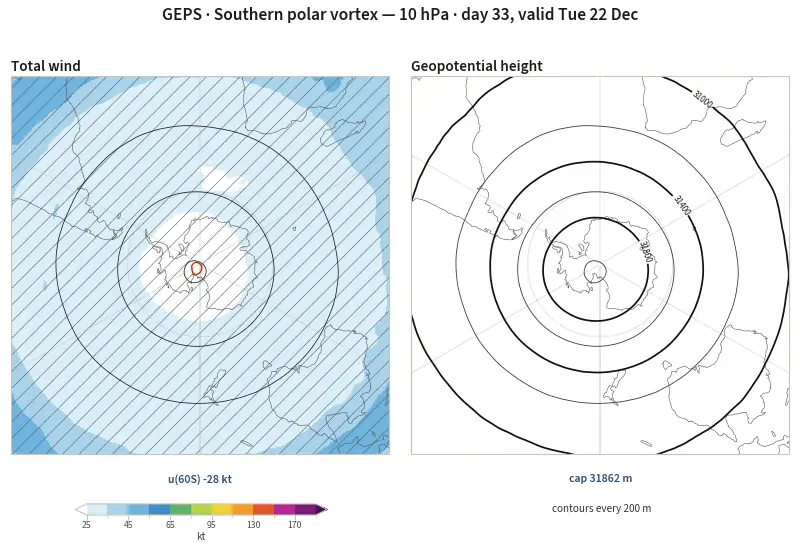 GEPS · Southern polar vortex — 10 hPa · day 33, valid Tue 22 Dec
Total wind
Geopotential height
31000
31400
31800
u(60S) -28 kt
cap 31862 m
contours every 200 m
25 45 65 95 130 170
kt